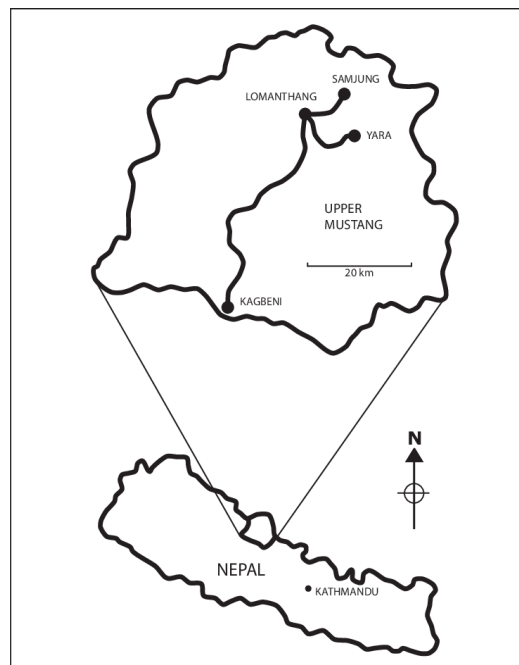 SAMJUNG
LOMANTHANG
YARA
UPPER
MUSTANG
20 km
KAGBENI
N
NEPAL
KATHMANDU